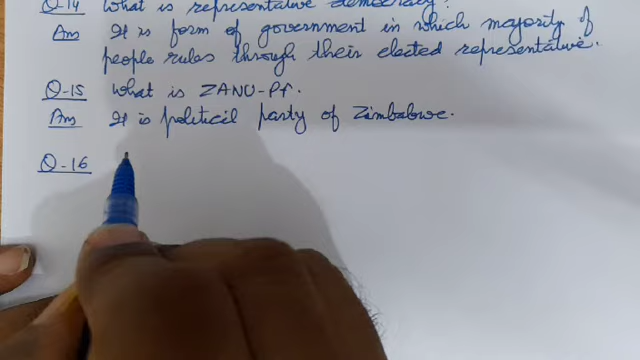 Q-14 What is representative democracy?
Ans It is form of government in which majority of
people rules through their elected representative.
Q-15 What is ZANU-PF.
Ans It is politicil party of Zimbabwe.
Q-16